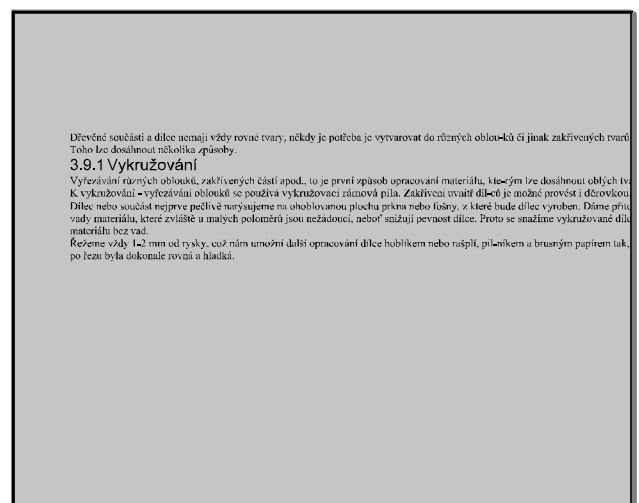 Dřevěné součásti a dílce nemají vždy rovné tvary, někdy je potřeba je vytvarovat do různých oblou-ků či jinak zakřivených tvarů
Toho lze dosáhnout několika způsoby.
3.9.1 Vykružování
Vyřezávání různých oblouků, zakřivených částí apod., to je první způsob opracování materiálu, kte-rým lze dosáhnout oblých
K vykružování - vyřezávání oblouků se používá vykružovací rámová pila. Zakřivení uvnitř díl-ců je možné provést i děrovkou.
Dílec nebo součást nejprve pečlivě narýsujeme na ohoblovanou plochu prkna nebo fošny, z které bude dílec vyroben. Dáme
vady materiálu, které zvláště u malých poloměrů jsou nežádoucí, neboť snižují pevnost dílce. Proto se snažíme vykružované
materiálu bez vad.
Řežeme vždy 1-2 mm od rysky, což nám umožní další opracování dílce hoblíkem nebo rašplí, pil-níkem a brusným papírem tak,
po řezu byla dokonale rovná a hladká.